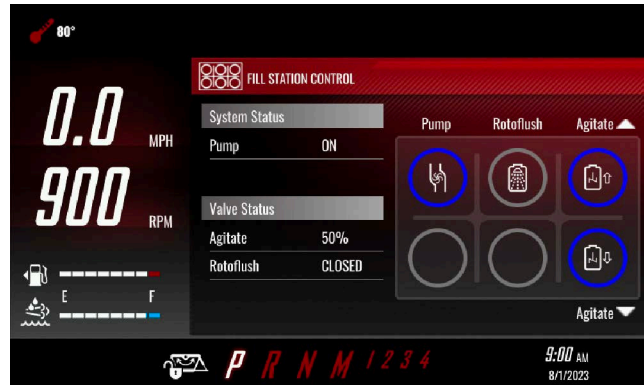 80°
FILL STATION CONTROL
0.0 MPH
900 RPM
System Status
Pump ON
Valve Status
Agitate 50%
Rotoflush CLOSED
Pump Rotoflush Agitate
Agitate
E F
P R N M 1 2 3 4
9:00 AM
8/1/2023